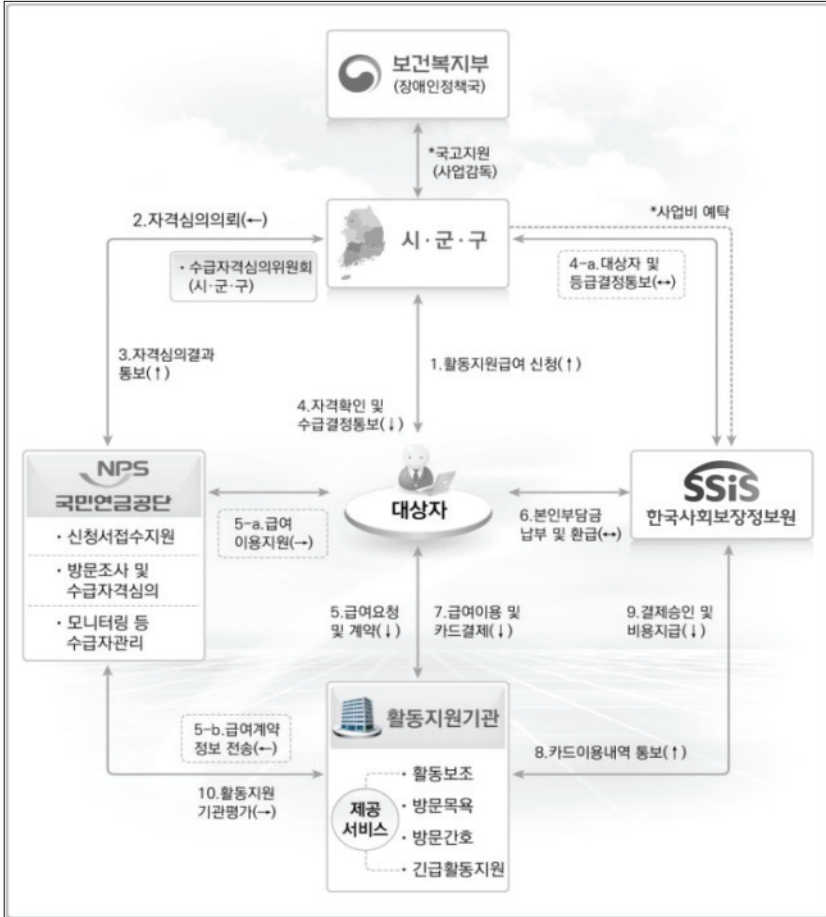 보건복지부
(장애인정책국)
*국고지원
(사업감독)
2.자격심의의뢰(←)
시·군·구
*사업비 예탁
· 수급자격심의위원회
(시·군·구)
4-a.대상자 및
등급결정통보(↔)
3.자격심의결과
통보(↑)
1.활동지원급여 신청(↑)
4.자격확인 및
수급결정통보(↓)
NPS
국민연금공단
· 신청서접수지원
· 방문조사 및
수급자격심의
· 모니터링 등
수급자관리
5-a.급여
이용지원(→)
대상자
6.본인부담금
납부 및 환급(↔)
SSiS
한국사회보장정보원
5.급여요청
및 계약(↓)
7.급여이용 및
카드결제(↓)
9.결제승인 및
비용지급(↓)
5-b.급여계약
정보 전송(←)
10.활동지원
기관평가(→)
활동지원기관
제공
서비스
· 활동보조
· 방문목욕
· 방문간호
· 긴급활동지원
8.카드이용내역 통보(↑)